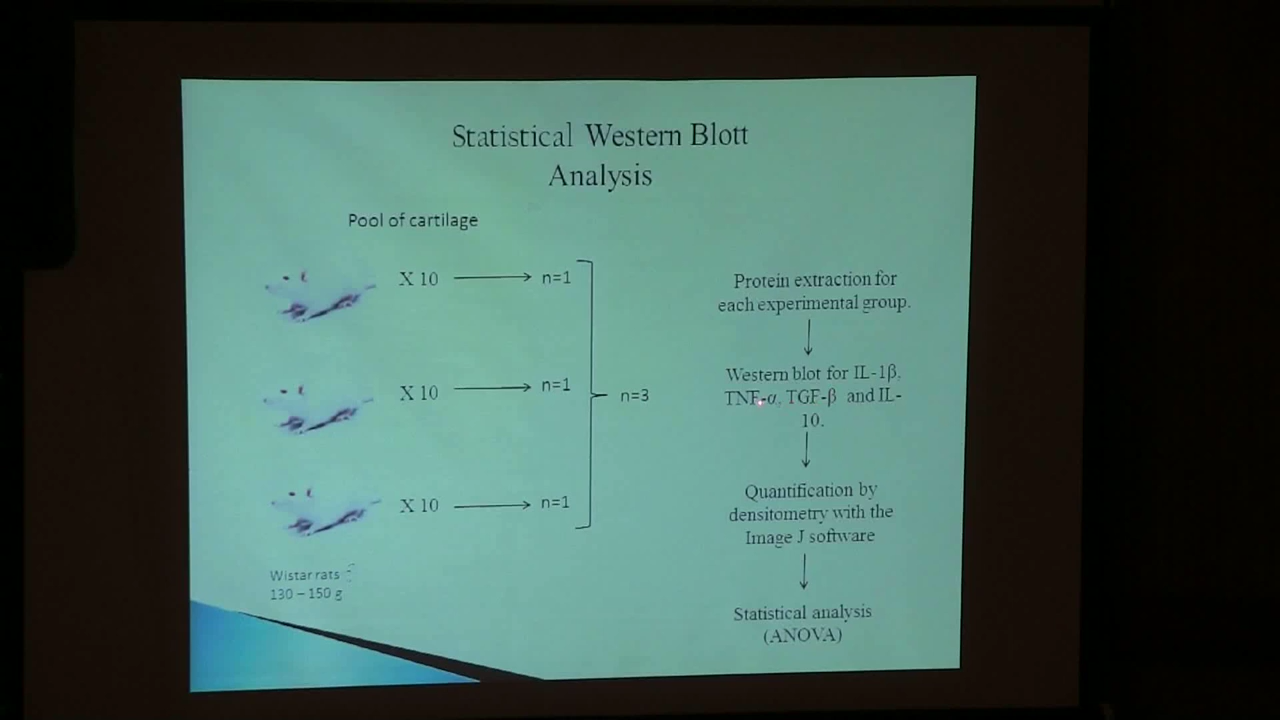 Statistical Western Blott
Analysis
Pool of cartilage
X 10
n=1
X 10
n=1
X 10
n=1
n=3
Wistar rats
130 – 150 g
Protein extraction for
each experimental group.
Western blot for IL-1β,
TNF-α, TGF-β and IL-
10.
Quantification by
densitometry with the
Image J software
Statistical analysis
(ANOVA)